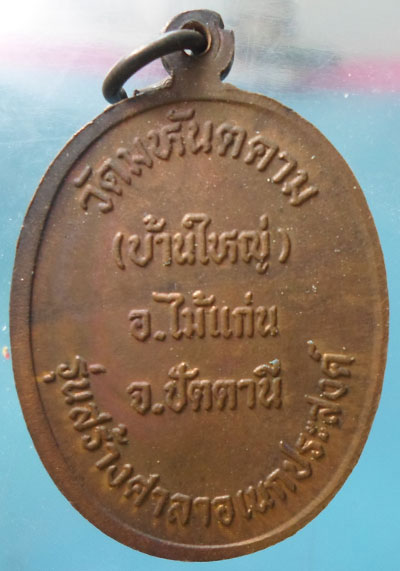 วัดมหันตคาม
(บ้านใหญ่)
อ.ไม้แก่น
จ.ปัตตานี
รุ่นสร้างศาลาอเนกประสงค์